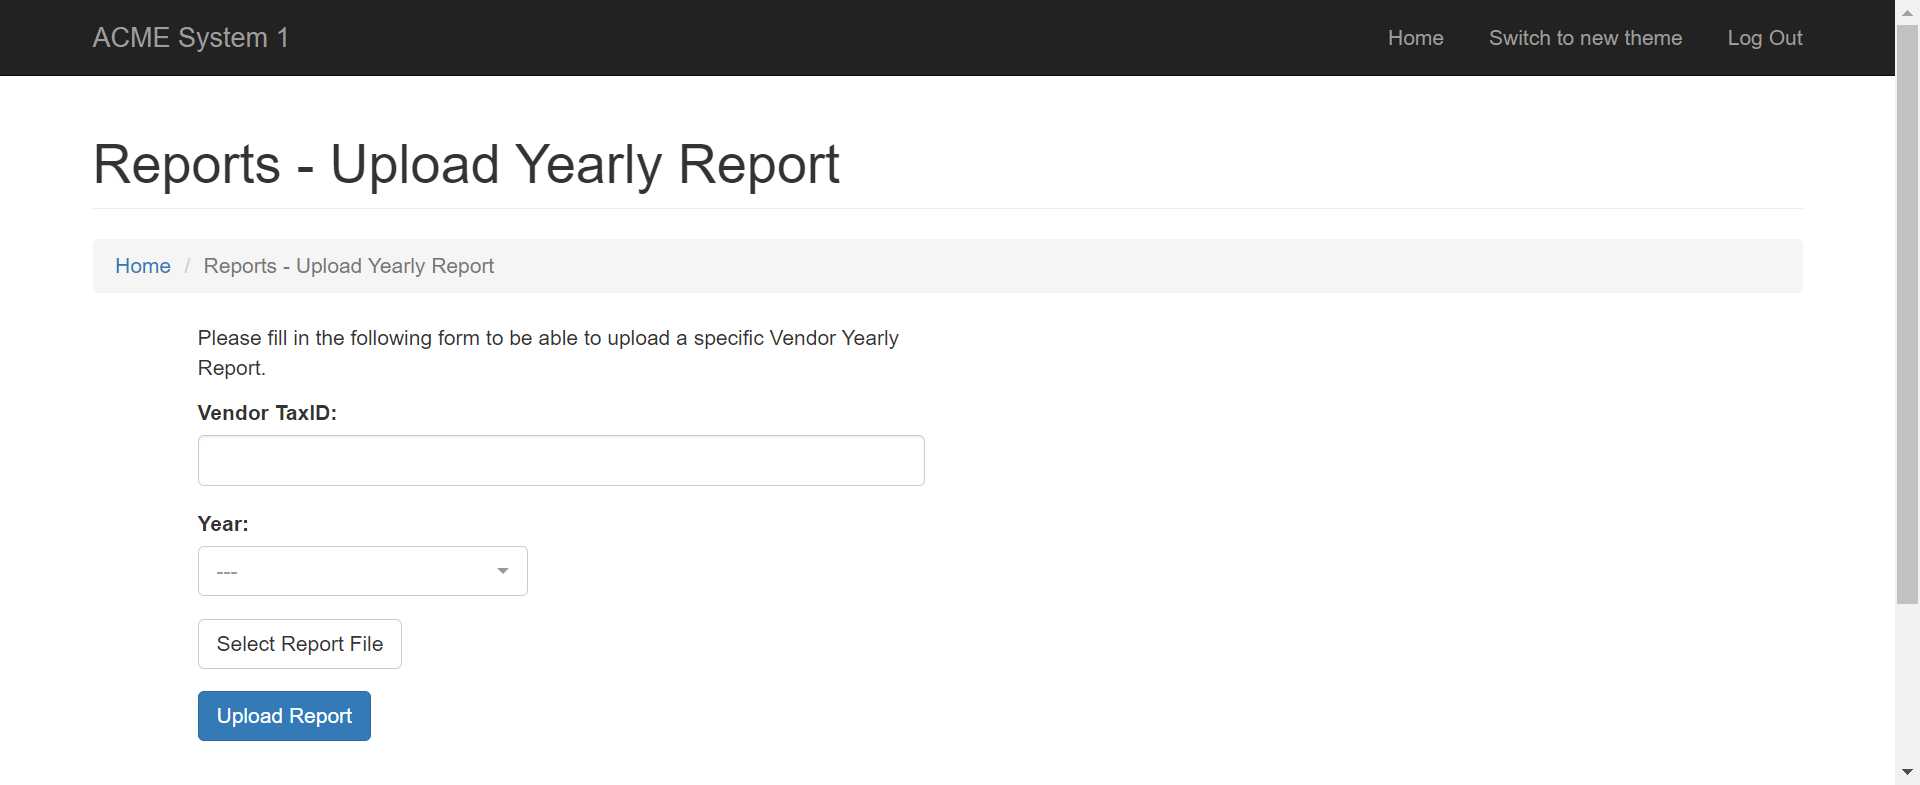 ACME System 1
Home
Switch to new theme
Log Out
Reports - Upload Yearly Report
Home / Reports - Upload Yearly Report
Please fill in the following form to be able to upload a specific Vendor Yearly
Report.
Vendor TaxID:
Year:
---
Select Report File
Upload Report